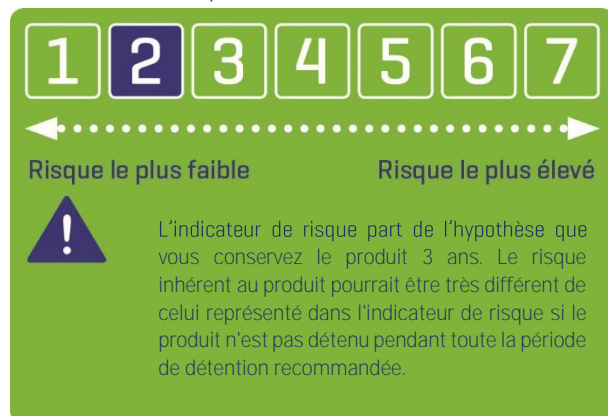 1 2 3 4 5 6 7
Risque le plus faible Risque le plus élevé
!
L'indicateur de risque part de l'hypothèse que
vous conservez le produit 3 ans. Le risque
inhérent au produit pourrait être très différent de
celui représenté dans l'indicateur de risque si le
produit n'est pas détenu pendant toute la période
de détention recommandée.